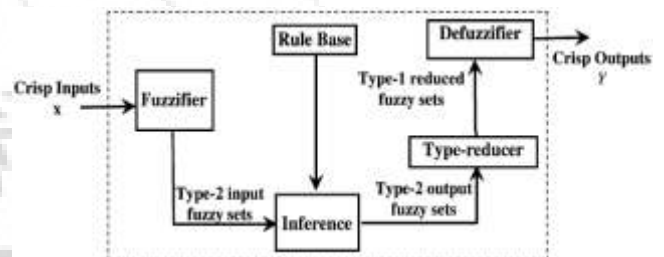 Rule Base
Defuzzifier
Crisp Inputs
x
Fuzzifier
Type-1 reduced
fuzzy sets
Crisp Outputs
Y
Type-reducer
Type-2 input
fuzzy sets
Inference
Type-2 output
fuzzy sets